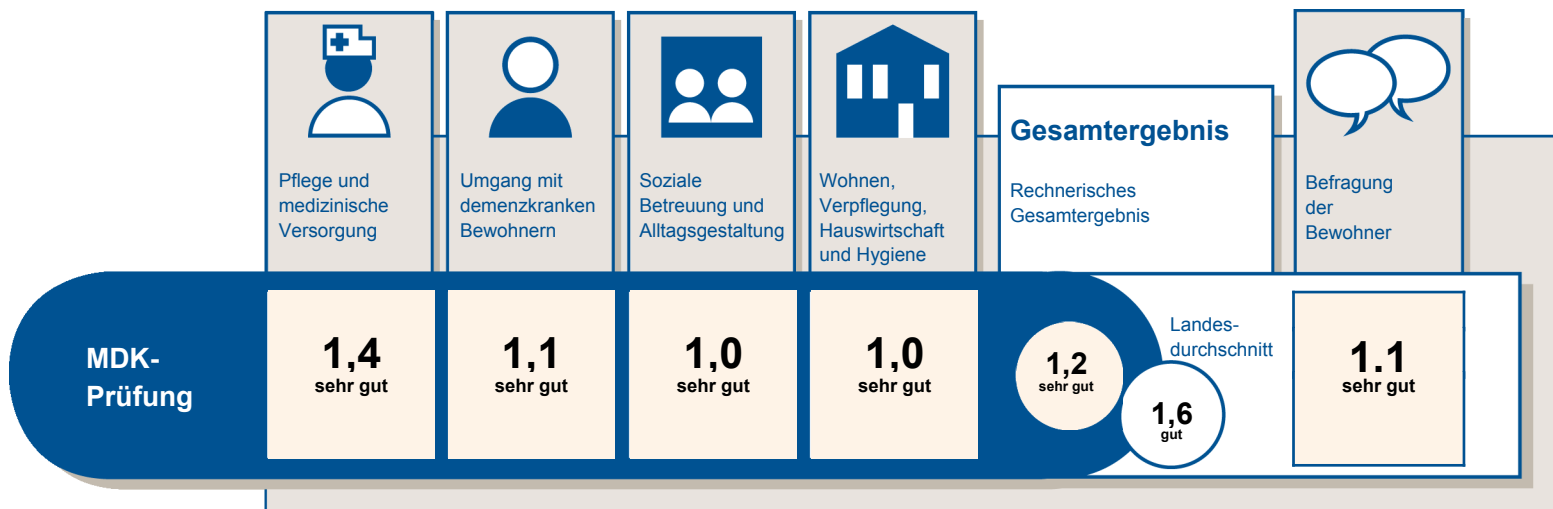 Pflege und
medizinische
Versorgung
Umgang mit
demenzkranken
Bewohnern
Soziale
Betreuung und
Alltagsgestaltung
Wohnen,
Verpflegung,
Hauswirtschaft
und Hygiene
Gesamtergebnis
Rechnerisches
Gesamtergebnis
Befragung
der
Bewohner
MDK-
Prüfung
1,4
sehr gut
1,1
sehr gut
1,0
sehr gut
1,0
sehr gut
1,2
sehr gut
Landes-
durchschnitt
1,6
gut
1.1
sehr gut